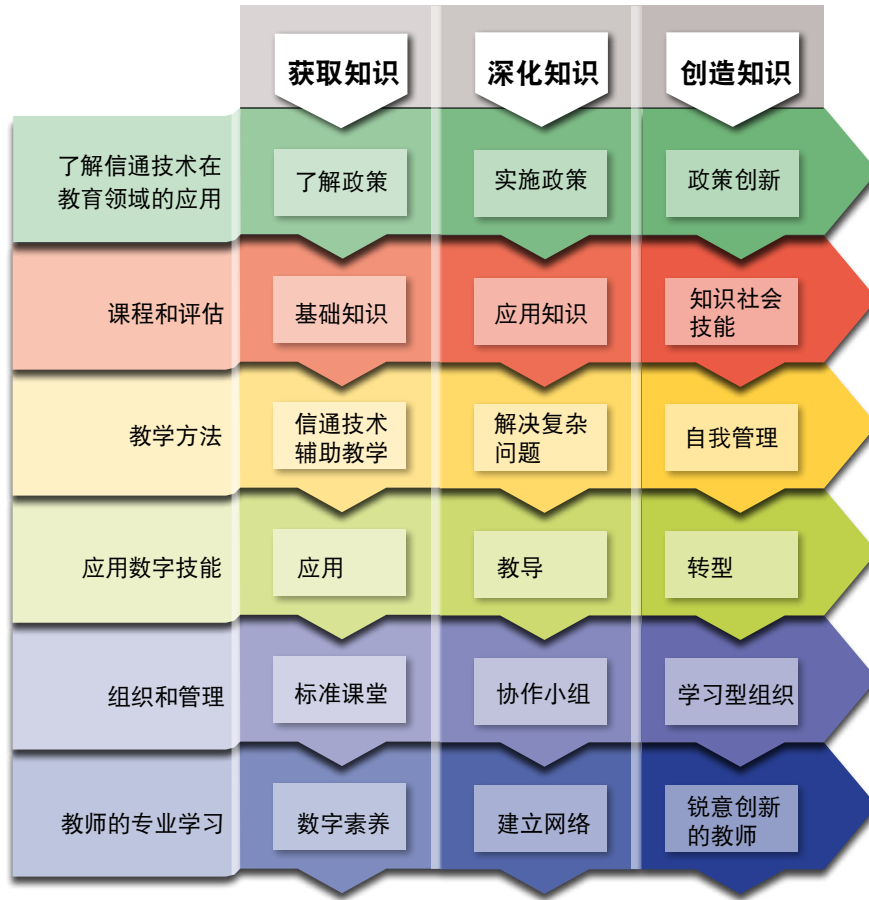 获取知识
深化知识
创造知识
了解信通技术在
教育领域的应用
了解政策
实施政策
政策创新
课程和评估
基础知识
应用知识
知识社会
技能
教学方法
信通技术
辅助教学
解决复杂
问题
自我管理
应用数字技能
应用
教导
转型
组织和管理
标准课堂
协作小组
学习型组织
教师的专业学习
数字素养
建立网络
锐意创新
的教师